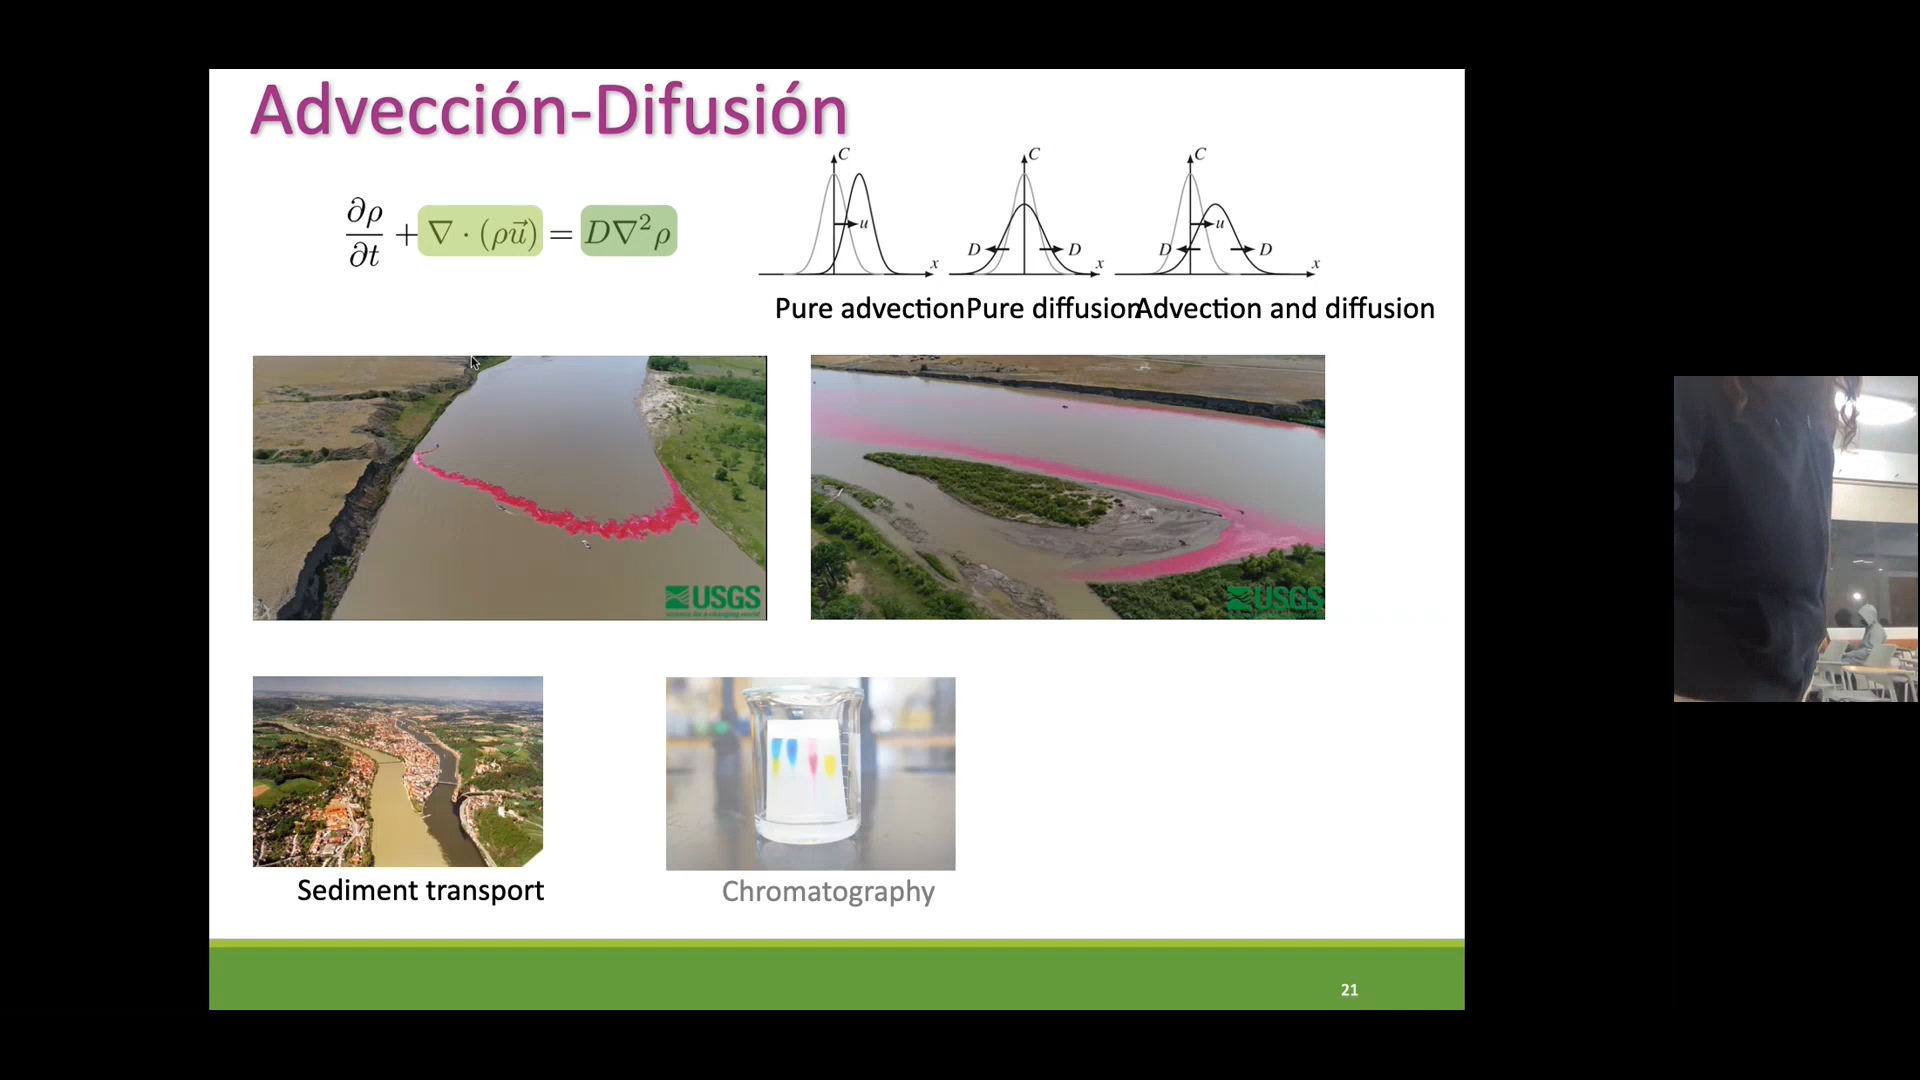 Advección-Difusión
∂ρ/∂t + ∇ · (ρu⃗) = D∇²ρ
C
u
x
C
D
D
x
C
u
D
D
x
Pure advection
Pure diffusion
Advection and diffusion
USGS
USGS
Sediment transport
Chromatography
21